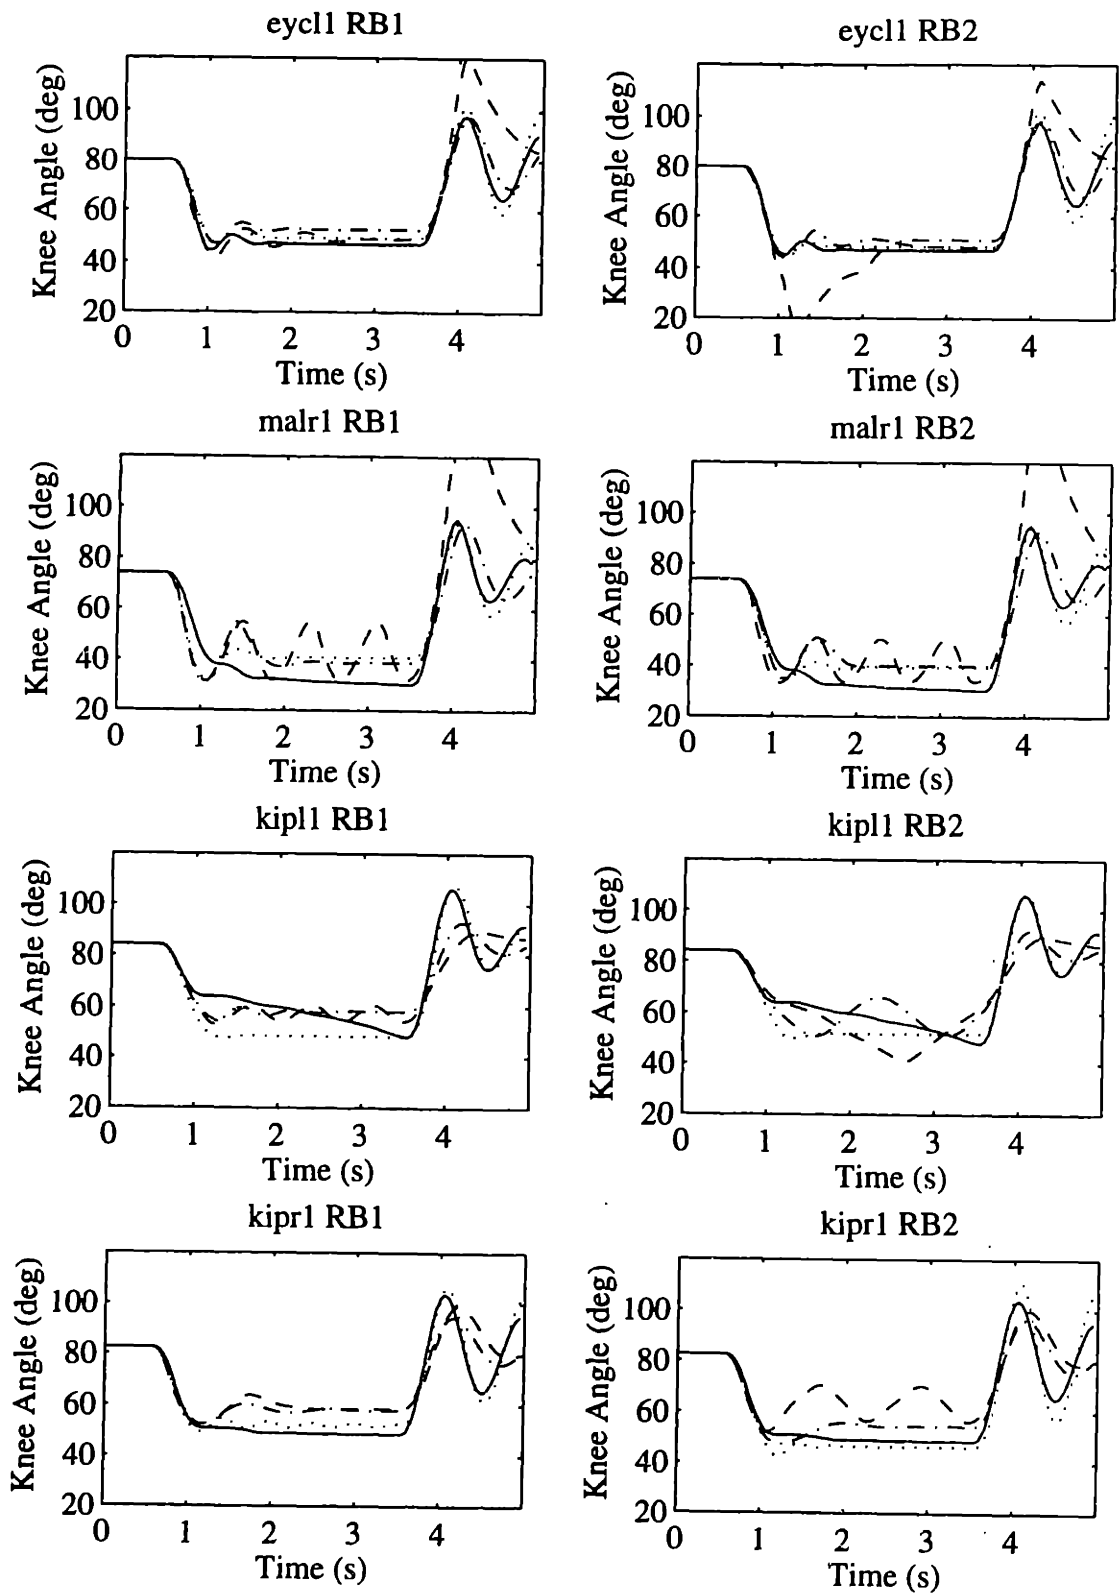 eycl1 RB1
Knee Angle (deg)
100
80
60
40
20
0 1 2 3 4
Time (s)
eycl1 RB2
Knee Angle (deg)
100
80
60
40
20
0 1 2 3 4
Time (s)
malr1 RB1
Knee Angle (deg)
100
80
60
40
20
0 1 2 3 4
Time (s)
malr1 RB2
Knee Angle (deg)
100
80
60
40
20
0 1 2 3 4
Time (s)
kipl1 RB1
Knee Angle (deg)
100
80
60
40
20
0 1 2 3 4
Time (s)
kipl1 RB2
Knee Angle (deg)
100
80
60
40
20
0 1 2 3 4
Time (s)
kipr1 RB1
Knee Angle (deg)
100
80
60
40
20
0 1 2 3 4
Time (s)
kipr1 RB2
Knee Angle (deg)
100
80
60
40
20
0 1 2 3 4
Time (s)